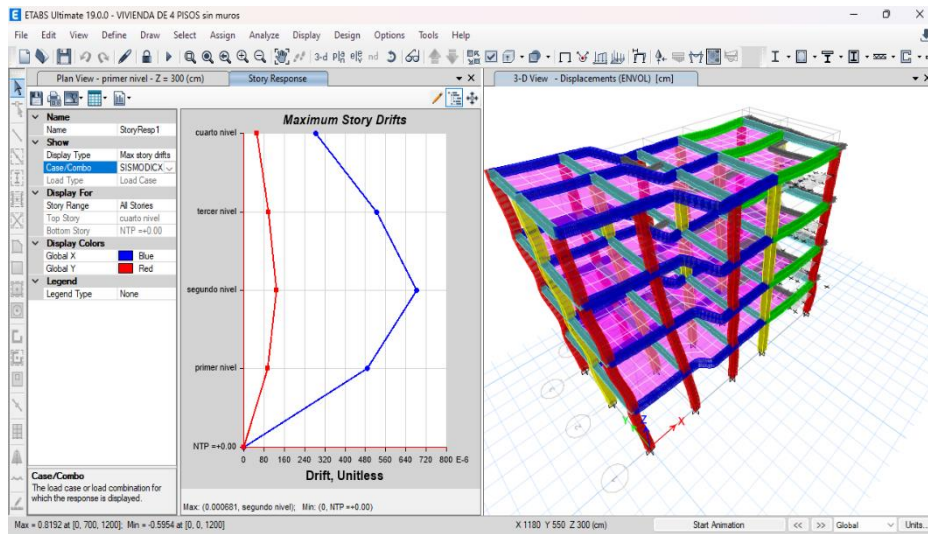 ETABS Ultimate 19.0.0 - VIVIENDA DE 4 PISOS sin muros
File Edit View Define Draw Select Assign Analyze Display Design Options Tools Help
3-d
nd
Plan View - primer nivel - Z = 300 (cm)
Story Response
3-D View - Displacements (ENVOL) [cm]
Name
Name StoryResp1
Show
Display Type Max story drifts
Case/Combo SISMODICX
Load Type Load Case
Display For
Story Range All Stories
Top Story cuarto nivel
Bottom Story NTP =+0.00
Display Colors
Global X Blue
Global Y Red
Legend
Legend Type None
Case/Combo
The load case or load combination for
which the response is displayed.
Maximum Story Drifts
cuarto nivel
tercer nivel
segundo nivel
primer nivel
NTP =+0.00
0 80 160 240 320 400 480 560 640 720 800 E-6
Drift, Unitless
Max: (0.000681, segundo nivel); Min: (0, NTP =+0.00)
Z
Y
X
Max = 0.8192 at [0, 700, 1200]; Min = -0.5954 at [0, 0, 1200]
X 1180 Y 550 Z 300 (cm)
Start Animation
<< >>
Global
Units...